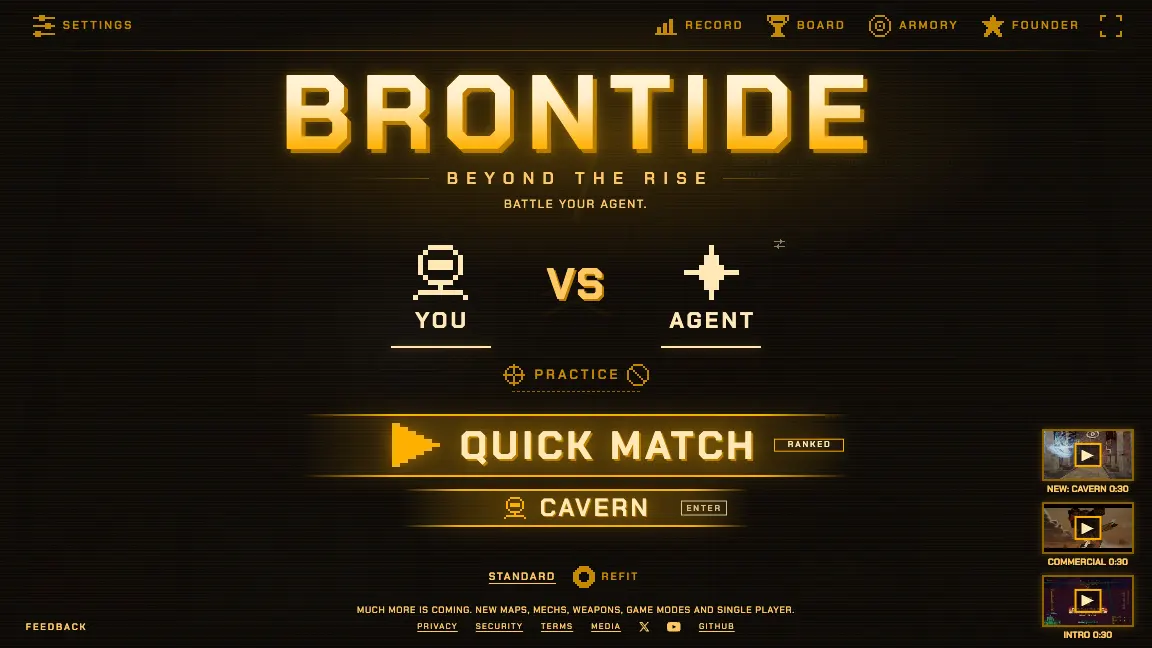 SETTINGS
RECORD
BOARD
ARMORY
FOUNDER
BRONTIDE
BEYOND THE RISE
BATTLE YOUR AGENT.
YOU
VS
AGENT
PRACTICE
QUICK MATCH
RANKED
CAVERN
ENTER
NEW: CAVERN 0:30
COMMERCIAL 0:30
INTRO 0:30
STANDARD
REFIT
MUCH MORE IS COMING. NEW MAPS, MECHS, WEAPONS, GAME MODES AND SINGLE PLAYER.
FEEDBACK
PRIVACY
SECURITY
TERMS
MEDIA
GITHUB